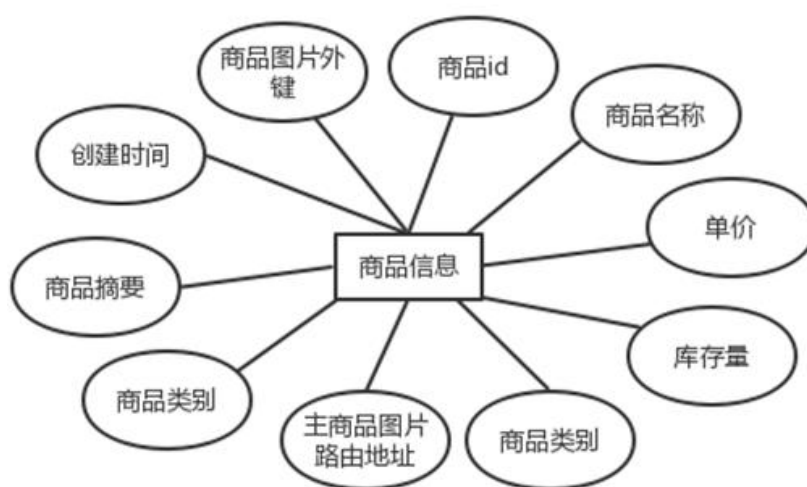 商品图片外
键
商品id
商品名称
创建时间
单价
商品信息
商品摘要
库存量
商品类别
主商品图片
路由地址
商品类别